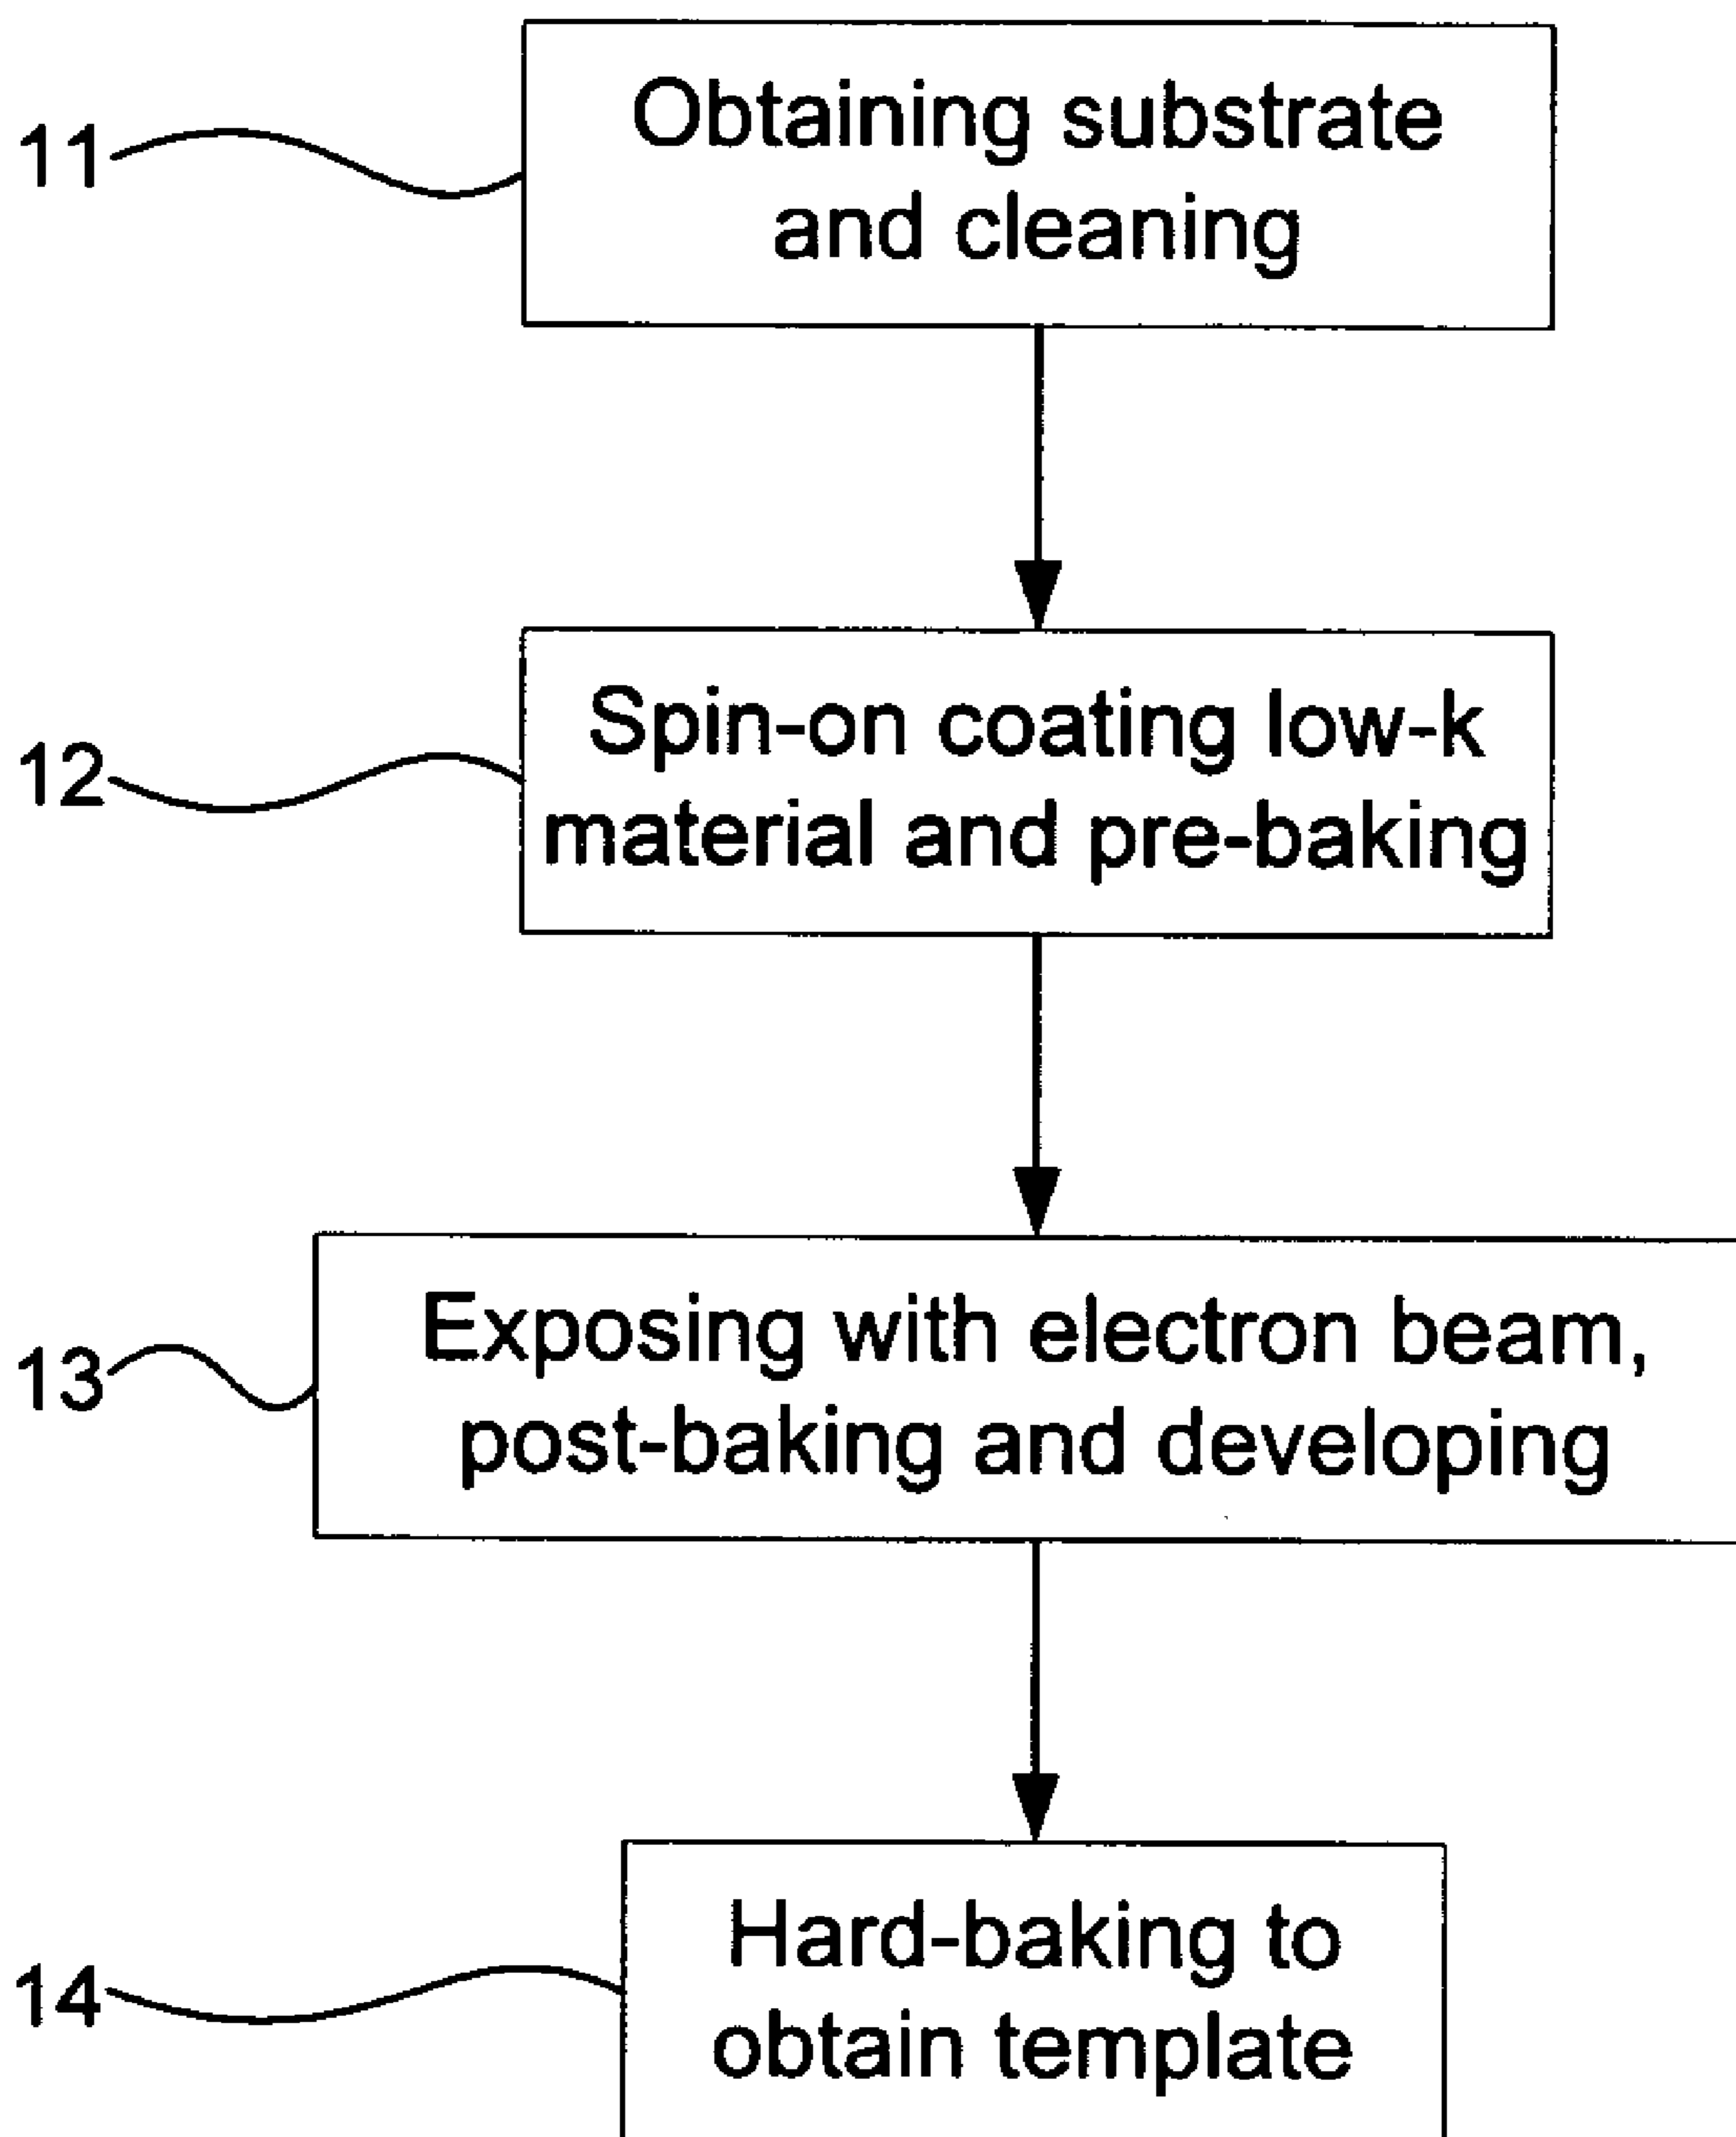 11
Obtaining substrate
and cleaning
12
Spin-on coating low-k
material and pre-baking
13
Exposing with electron beam,
post-baking and developing
14
Hard-baking to
obtain template